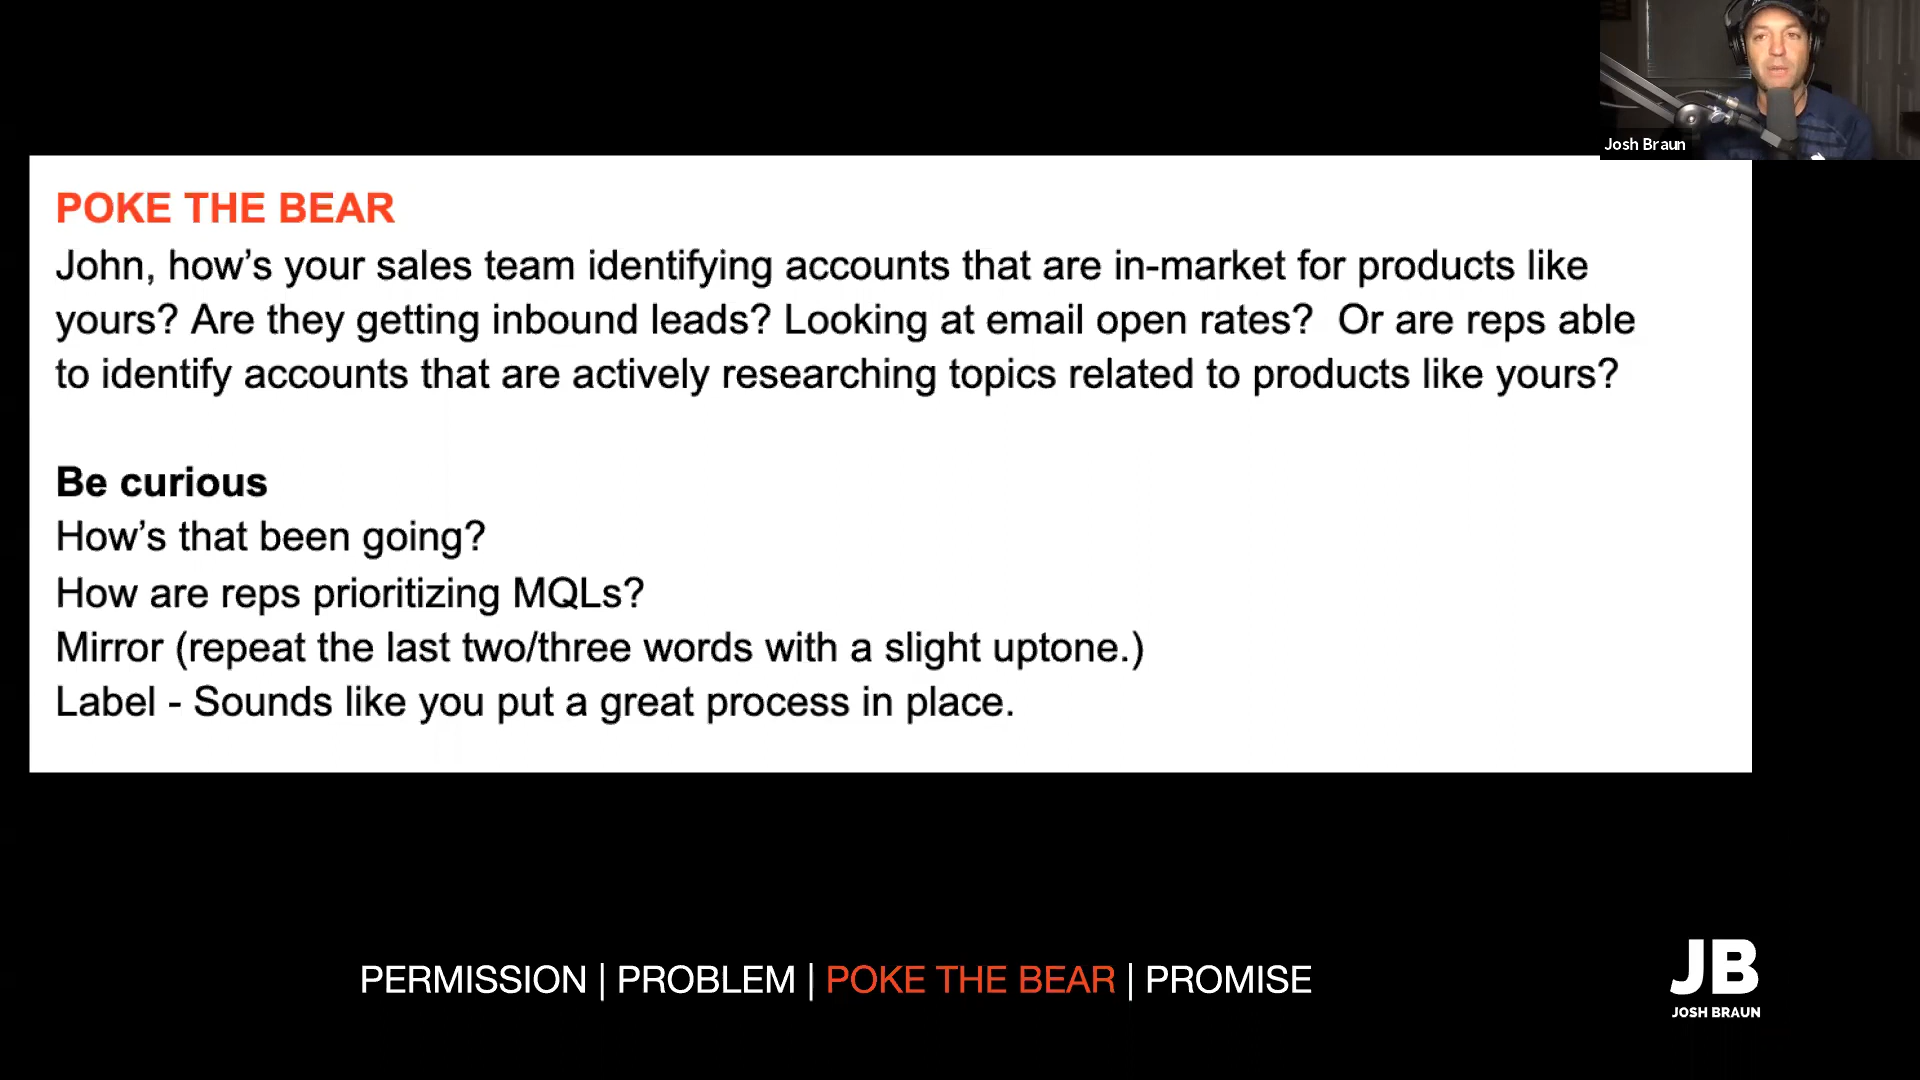 Josh Braun
POKE THE BEAR
John, how’s your sales team identifying accounts that are in-market for products like
yours? Are they getting inbound leads? Looking at email open rates?  Or are reps able
to identify accounts that are actively researching topics related to products like yours?
Be curious
How’s that been going?
How are reps prioritizing MQLs?
Mirror (repeat the last two/three words with a slight uptone.)
Label - Sounds like you put a great process in place.
PERMISSION | PROBLEM | POKE THE BEAR | PROMISE
JB
JOSH BRAUN